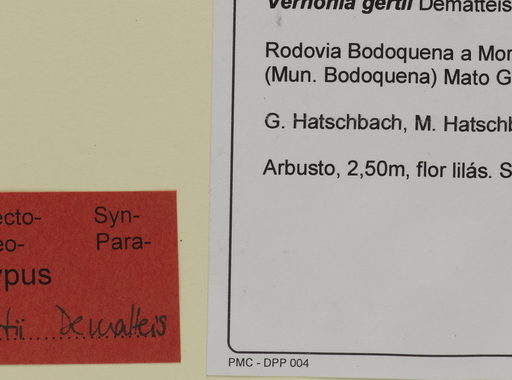 Vernonia gertii Dematteis
Rodovia Bodoquena a Mor
(Mun. Bodoquena) Mato G
G. Hatschbach, M. Hatschb
Arbusto, 2,50m, flor lilás. S
PMC - DPP 004
ecto- Syn-
eo- Para-
ypus
rtii Dematteis